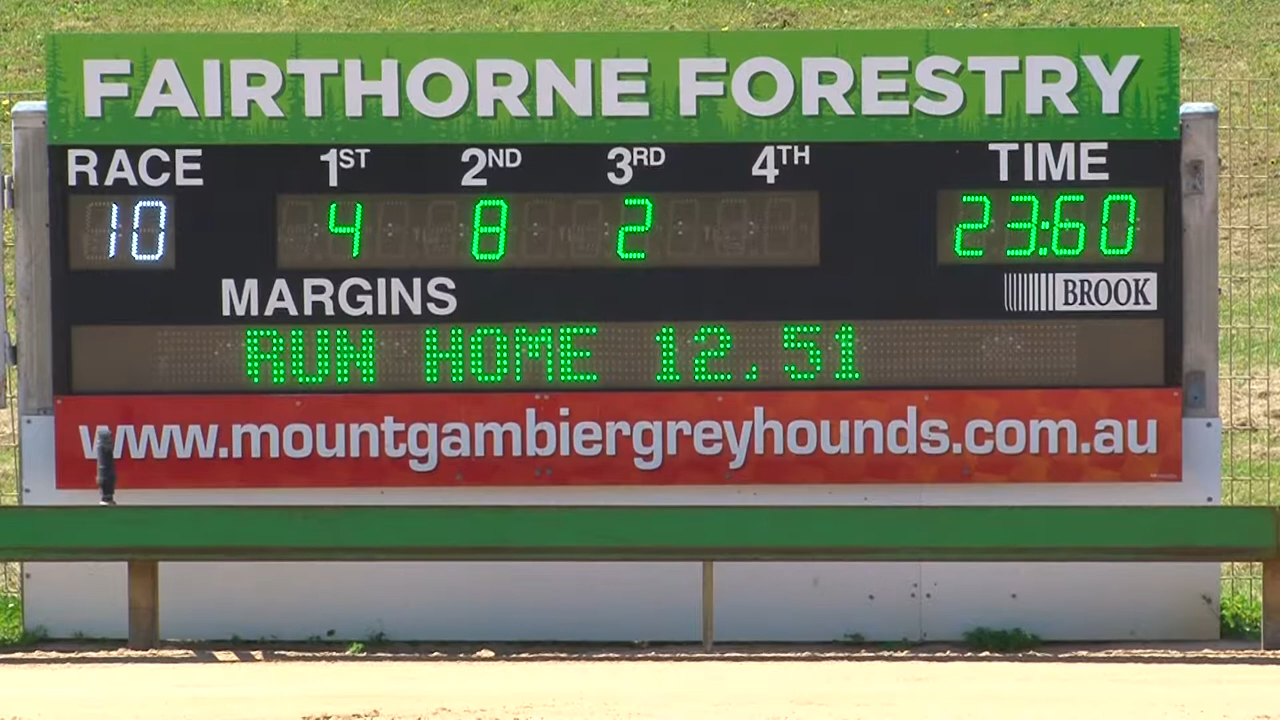 FAIRTHORNE FORESTRY
RACE 1ST 2ND 3RD 4TH TIME
10 4 8 2 23:60
MARGINS BROOK
RUN HOME 12.51
www.mountgambiergreyhounds.com.au